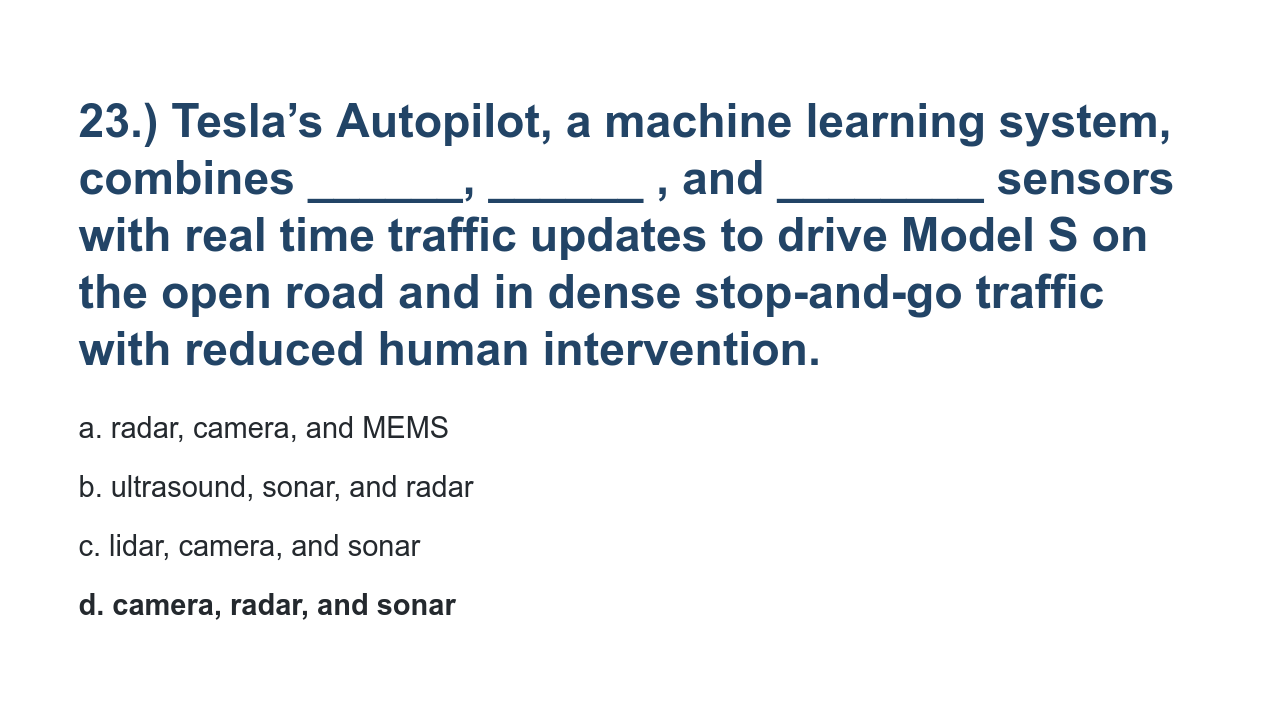 23.) Tesla’s Autopilot, a machine learning system,
combines ______, ______ , and ________ sensors
with real time traffic updates to drive Model S on
the open road and in dense stop-and-go traffic
with reduced human intervention.
a. radar, camera, and MEMS
b. ultrasound, sonar, and radar
c. lidar, camera, and sonar
d. camera, radar, and sonar